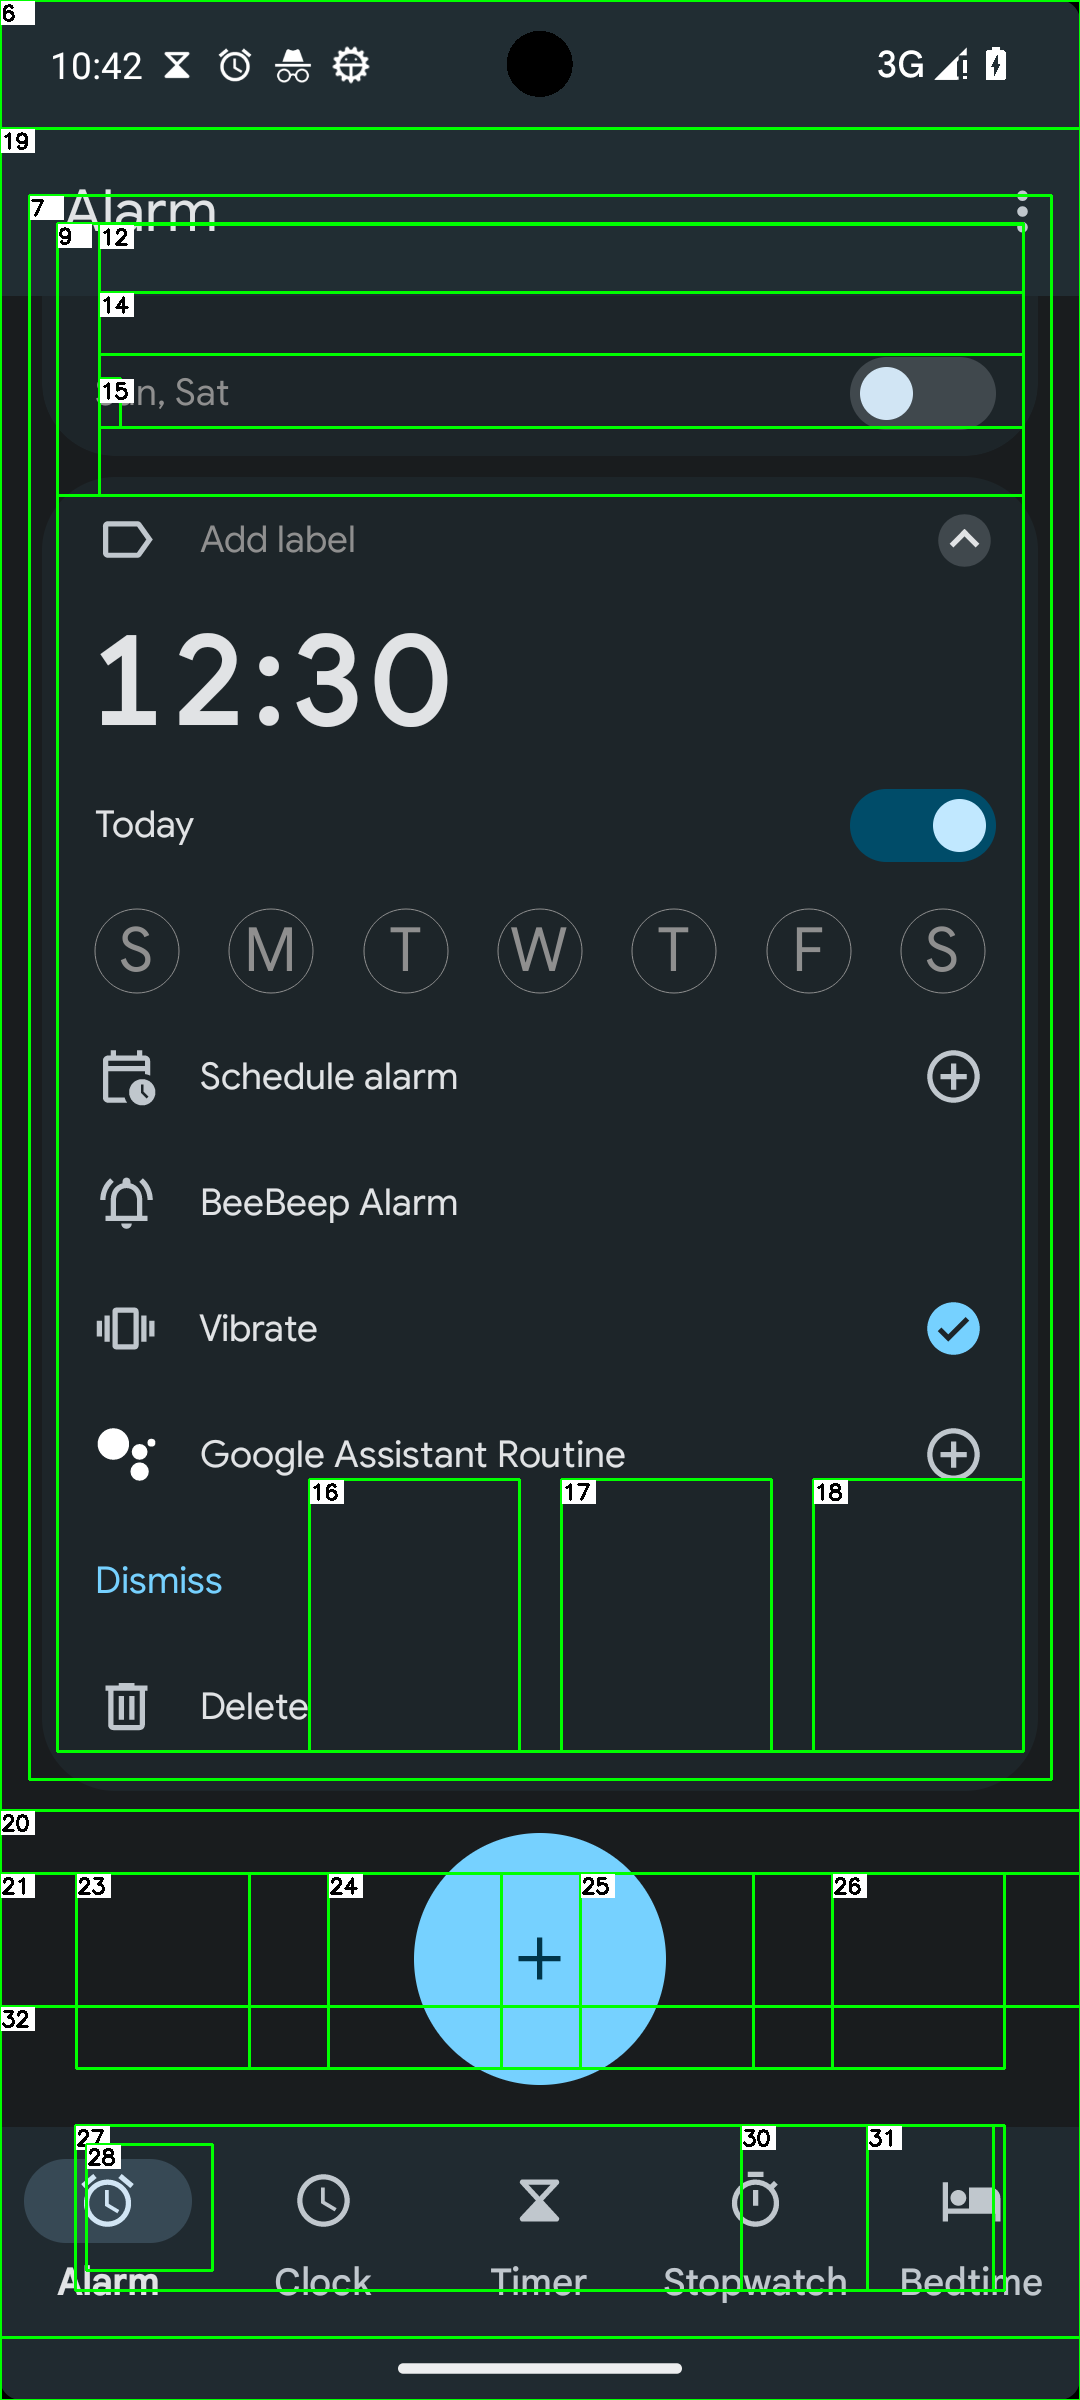 6
10:42
3G
19
7 Alarm
9 12
14
15 n, Sat
Add label
12:30
Today
S M T W T F S
Schedule alarm
BeeBeep Alarm
Vibrate
Google Assistant Routine
16 17 18
Dismiss
Delete
20
21 23 24 25 26
32
27 30 31
28
Alarm Clock Timer Stopwatch Bedtime